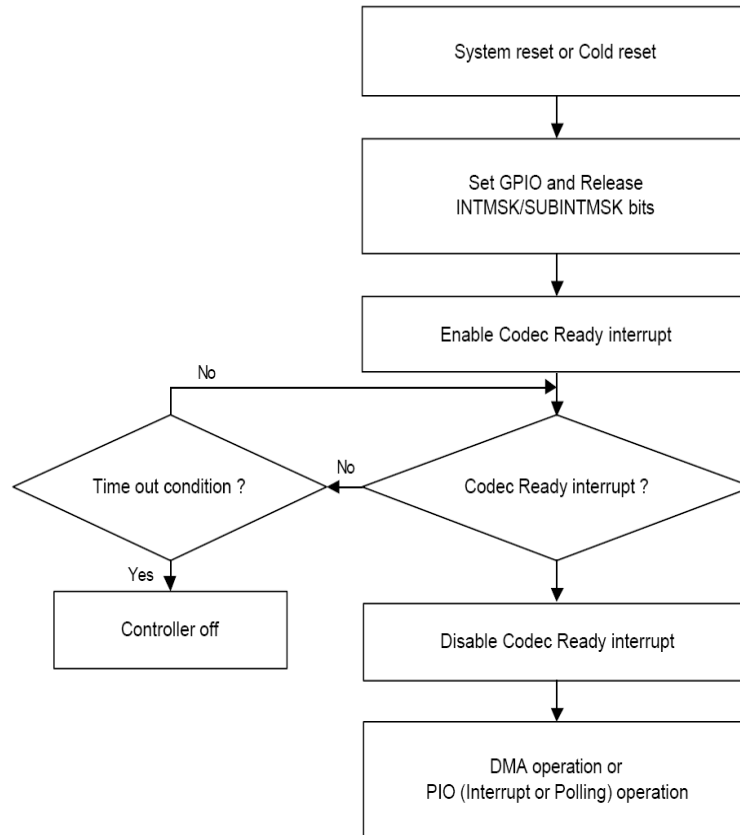 System reset or Cold reset
Set GPIO and Release
INTMSK/SUBINTMSK bits
Enable Codec Ready interrupt
No
No
Time out condition ?
Codec Ready interrupt ?
Yes
Controller off
Disable Codec Ready interrupt
DMA operation or
PIO (Interrupt or Polling) operation